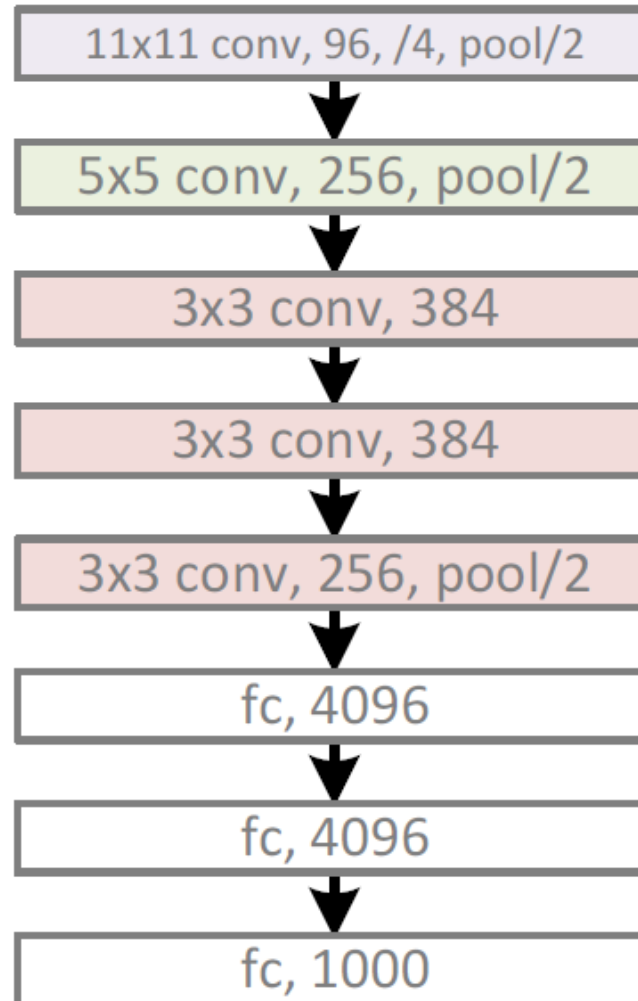 11x11 conv, 96, /4, pool/2
5x5 conv, 256, pool/2
3x3 conv, 384
3x3 conv, 384
3x3 conv, 256, pool/2
fc, 4096
fc, 4096
fc, 1000